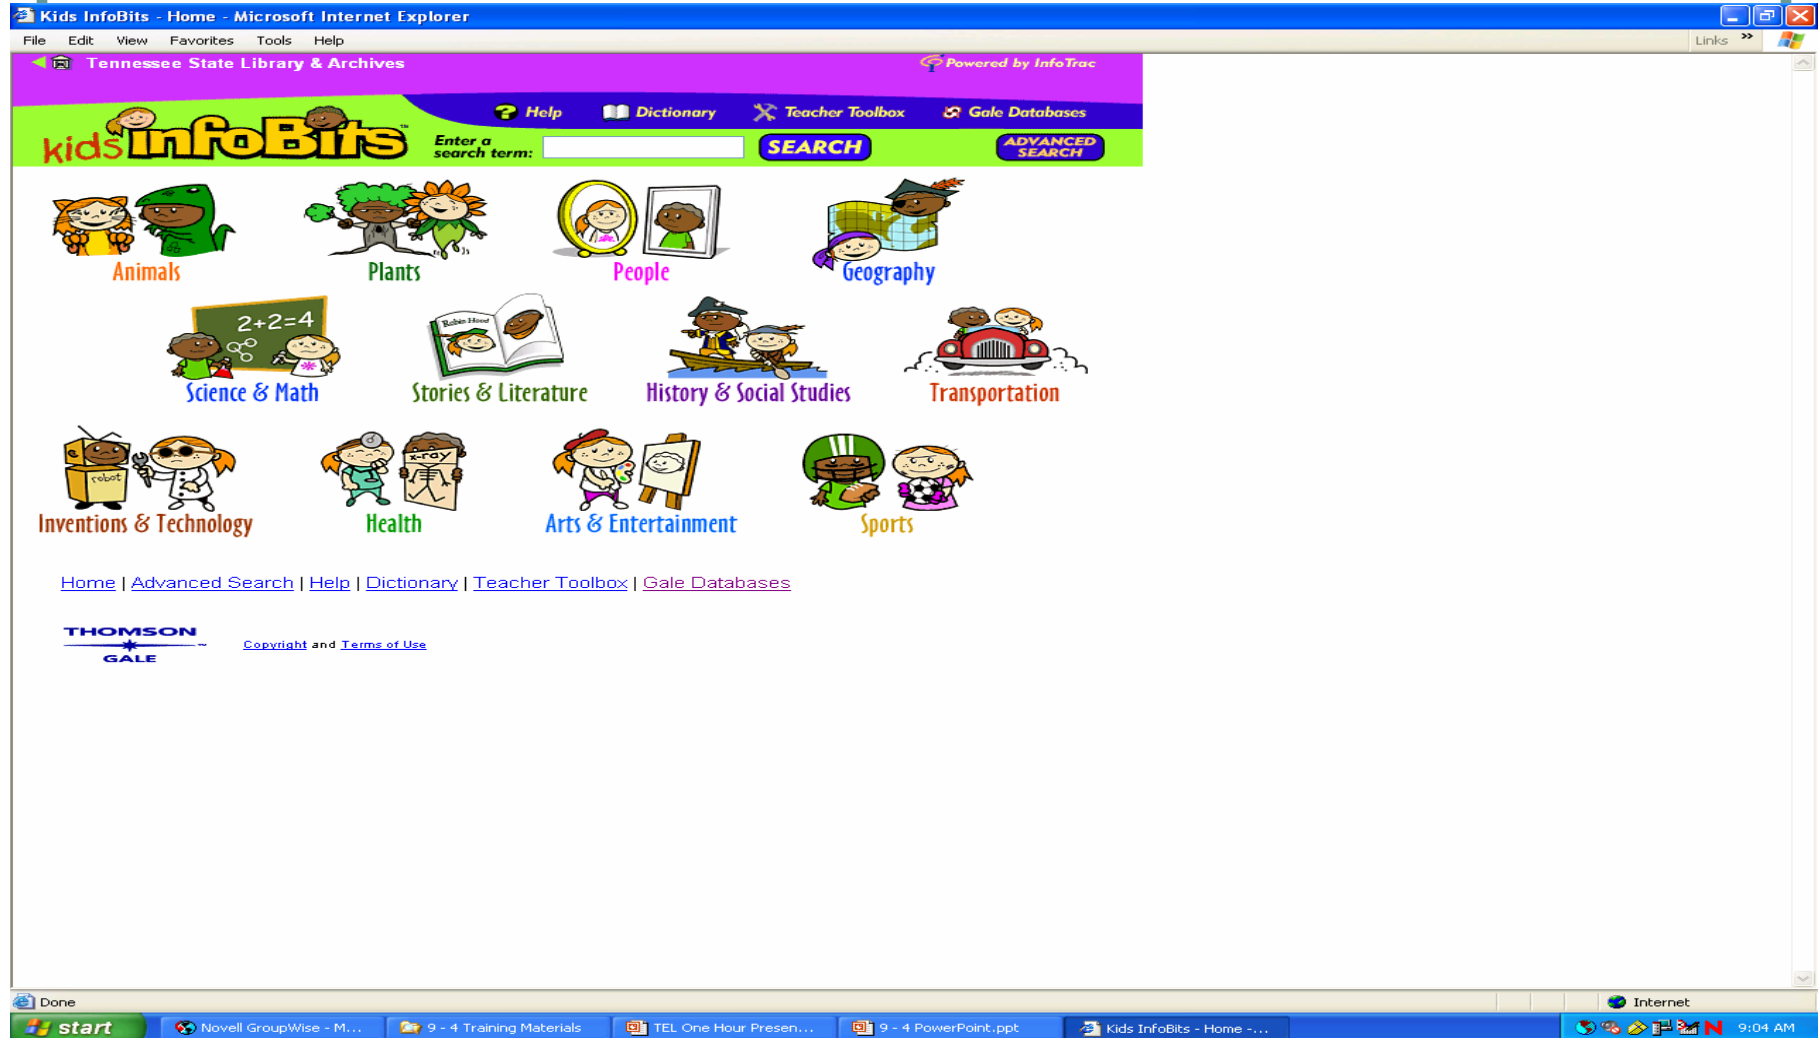 Kids InfoBits - Home - Microsoft Internet Explorer
File Edit View Favorites Tools Help Links »
Tennessee State Library & Archives Powered by InfoTrac
Help Dictionary Teacher Toolbox Gale Databases
kids infoBits™ Enter a search term: SEARCH ADVANCED SEARCH
Animals Plants People Geography
2+2=4
Robin Hood
Science & Math Stories & Literature History & Social Studies Transportation
x-ray
robot
Inventions & Technology Health Arts & Entertainment Sports
Home | Advanced Search | Help | Dictionary | Teacher Toolbox | Gale Databases
THOMSON
GALE
Copyright and Terms of Use
Done Internet
start Novell GroupWise - M... 9 - 4 Training Materials TEL One Hour Presen... 9 - 4 PowerPoint.ppt Kids InfoBits - Home -... N 9:04 AM